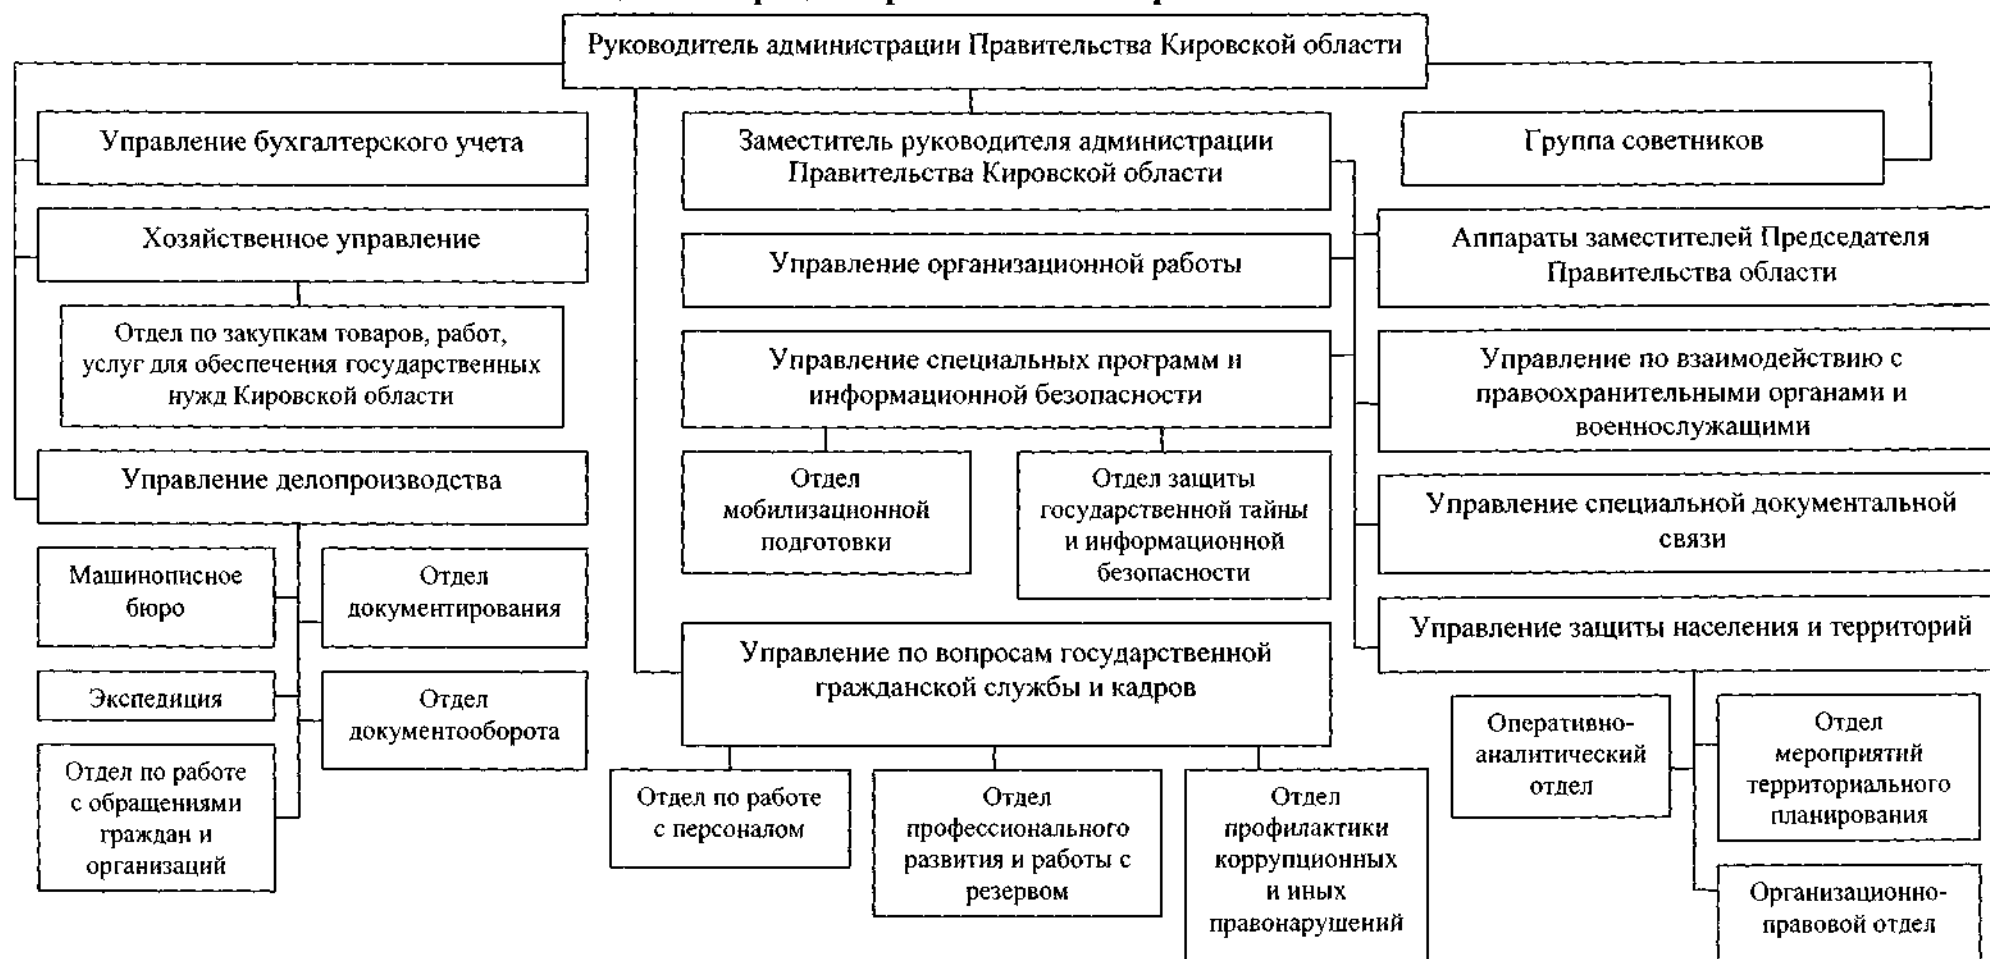 Руководитель администрации Правительства Кировской области
Управление бухгалтерского учета
Заместитель руководителя администрации
Правительства Кировской области
Группа советников
Хозяйственное управление
Управление организационной работы
Аппараты заместителей Председателя
Правительства области
Отдел по закупкам товаров, работ,
услуг для обеспечения государственных
нужд Кировской области
Управление специальных программ и
информационной безопасности
Управление по взаимодействию с
правоохранительными органами и
военнослужащими
Управление делопроизводства
Отдел
мобилизационной
подготовки
Отдел защиты
государственной тайны
и информационной
безопасности
Управление специальной документальной
связи
Машинописное
бюро
Отдел
документирования
Управление по вопросам государственной
гражданской службы и кадров
Управление защиты населения и территорий
Экспедиция
Отдел
документооборота
Оперативно-
аналитический
отдел
Отдел
мероприятий
территориального
планирования
Отдел по работе
с обращениями
граждан и
организаций
Отдел по работе
с персоналом
Отдел
профессионального
развития и работы с
резервом
Отдел
профилактики
коррупционных
и иных
правонарушений
Организационно-
правовой отдел